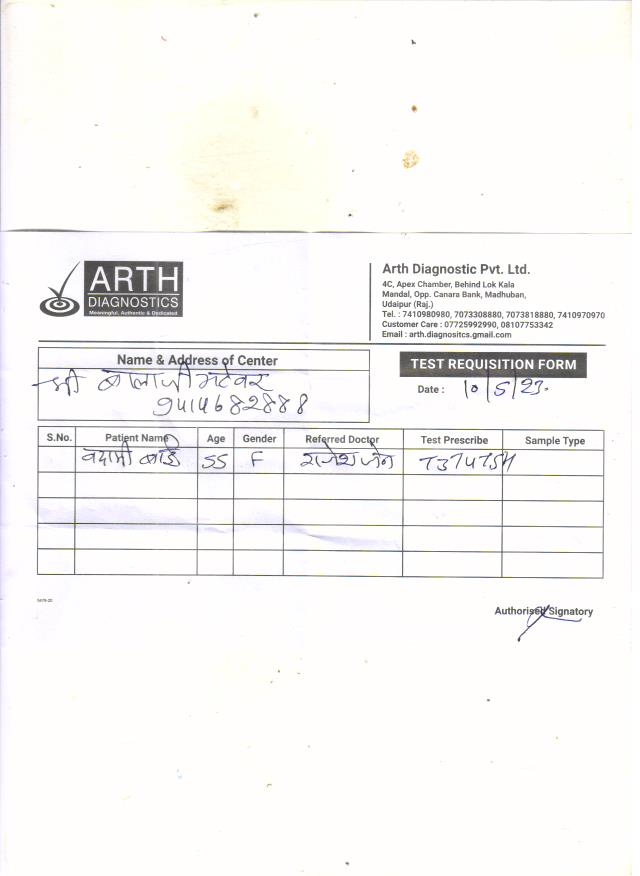 ARTH
DIAGNOSTICS
Meaningful, Authentic & Dedicated
Arth Diagnostic Pvt. Ltd.
4C, Apex Chamber, Behind Lok Kala
Mandal, Opp. Canara Bank, Madhuban,
Udaipur (Raj.)
Tel. : 7410980980, 7073308880, 7073818880, 7410970970
Customer Care : 07725992990, 08107753342
Email : arth.diagnositcs.gmail.com
Name & Address of Center
श्री बालाजी भटेवर
9414682888
TEST REQUISITION FORM
Date : 10/5/23
S.No. Patient Name Age Gender Referred Doctor Test Prescribe Sample Type
बदामी बाई 55 F राजेश जैन T3T4TSH
Authorised Signatory